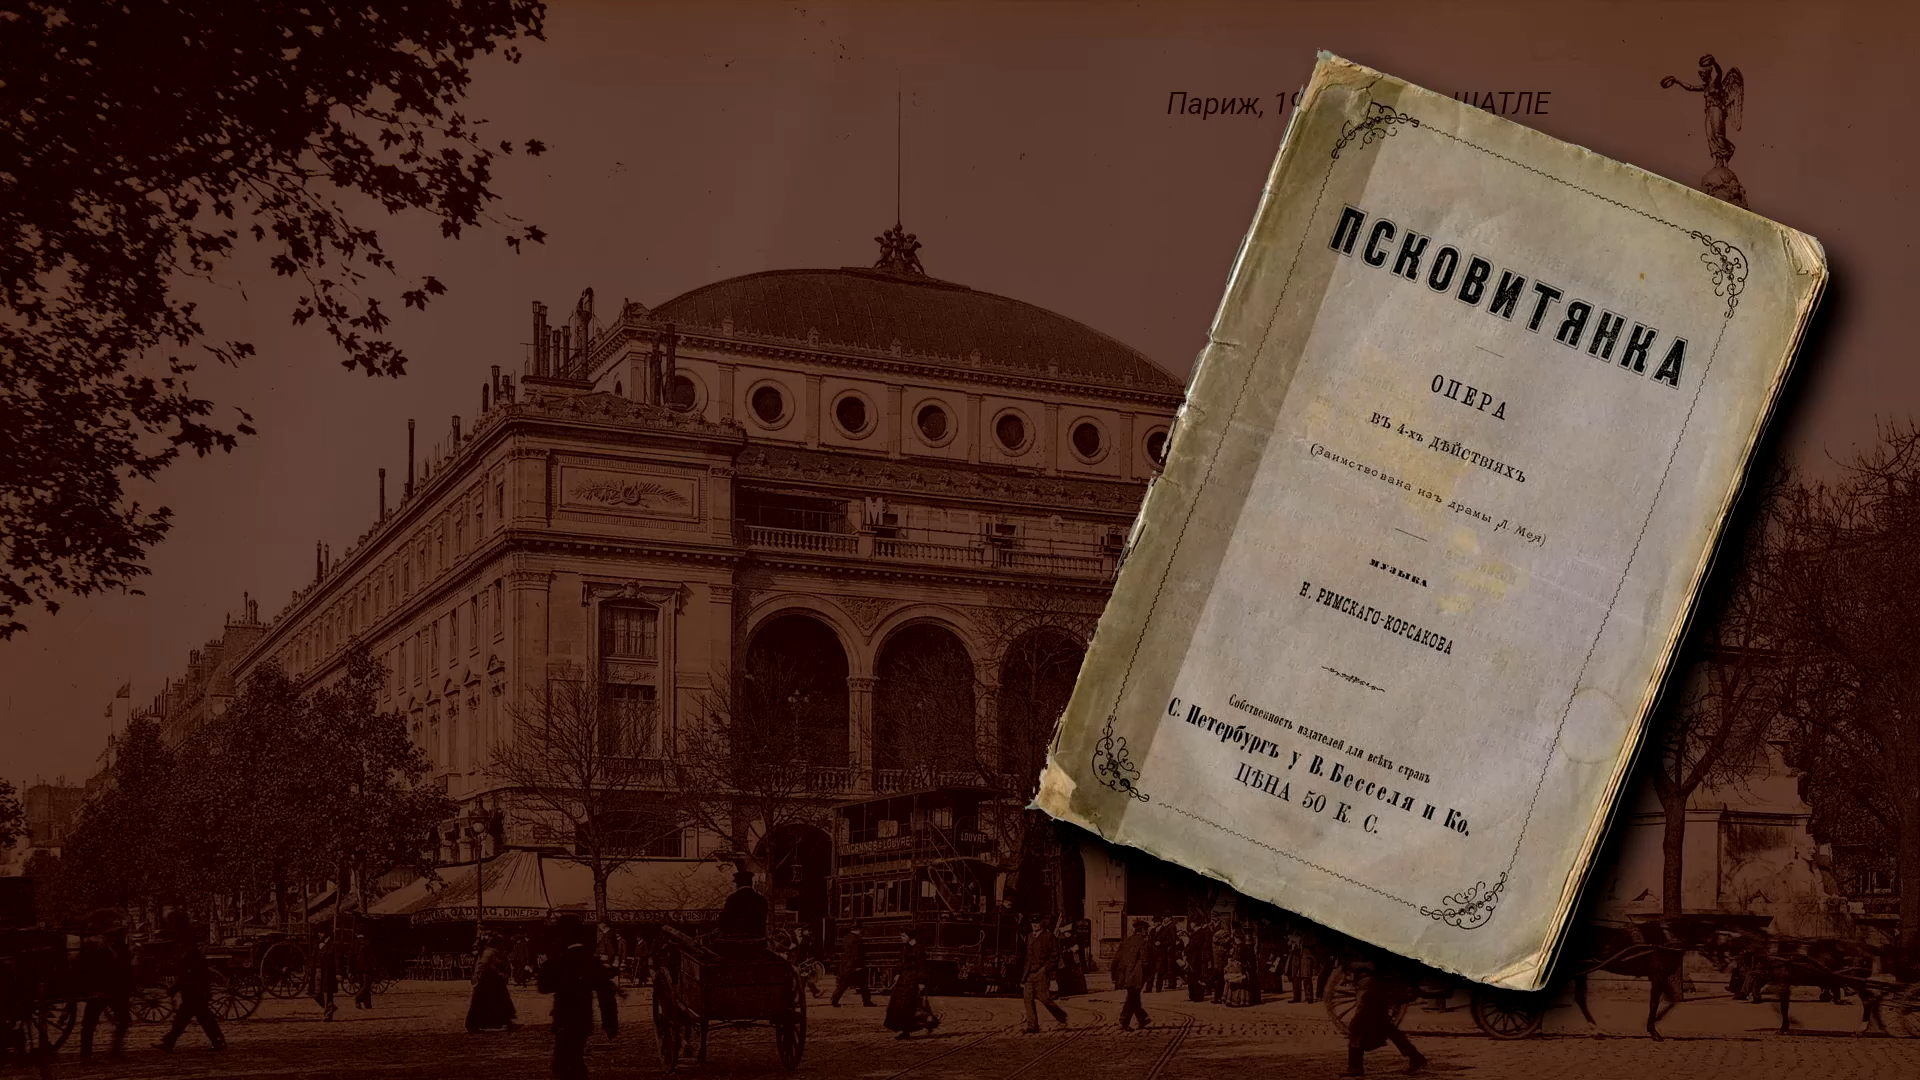 Париж, 19
ШАТЛЕ
ПСКОВИТЯНКА
ОПЕРА
ВЪ 4-хъ ДѢЙСТВІЯХЪ
(Заимствована изъ драмы Л. Мея)
МУЗЫКА
Н. РИМСКАГО-КОРСАКОВА
Собственность издателей для всѣхъ странъ
С. Петербургъ у В. Бесселя и Ко.
ЦѢНА 50 К. С.
LOUVRE